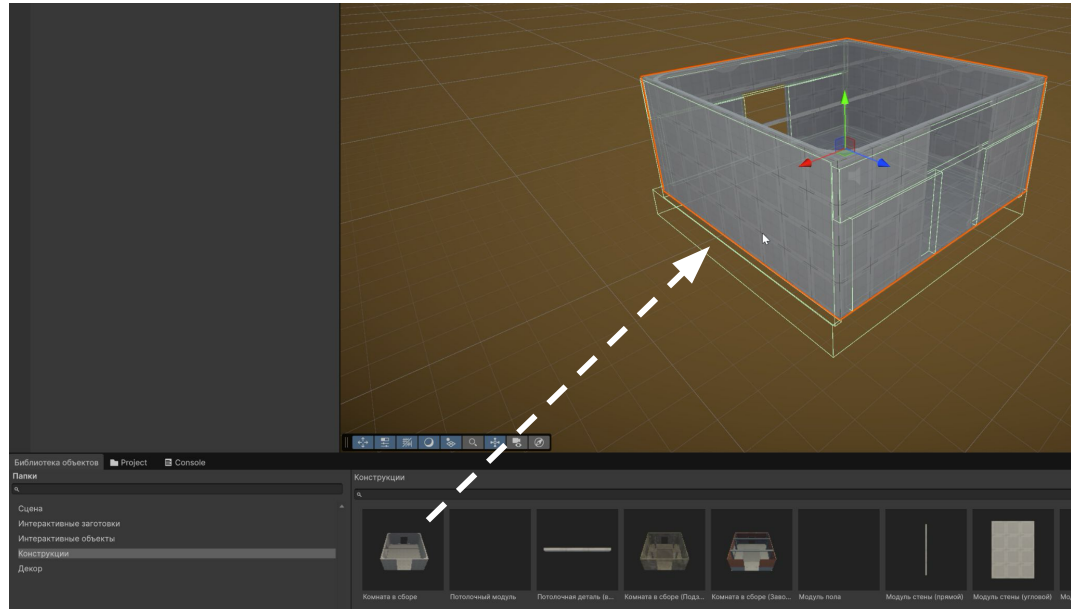 Библиотека объектов
Project
Console
Папки
Сцена
Интерактивные заготовки
Интерактивные объекты
Конструкции
Декор
Конструкции
Комната в сборе
Потолочный модуль
Потолочная деталь (в...
Комната в сборе (Подз...
Комната в сборе (Заво...
Модуль пола
Модуль стены (прямой)
Модуль стены (угловой)